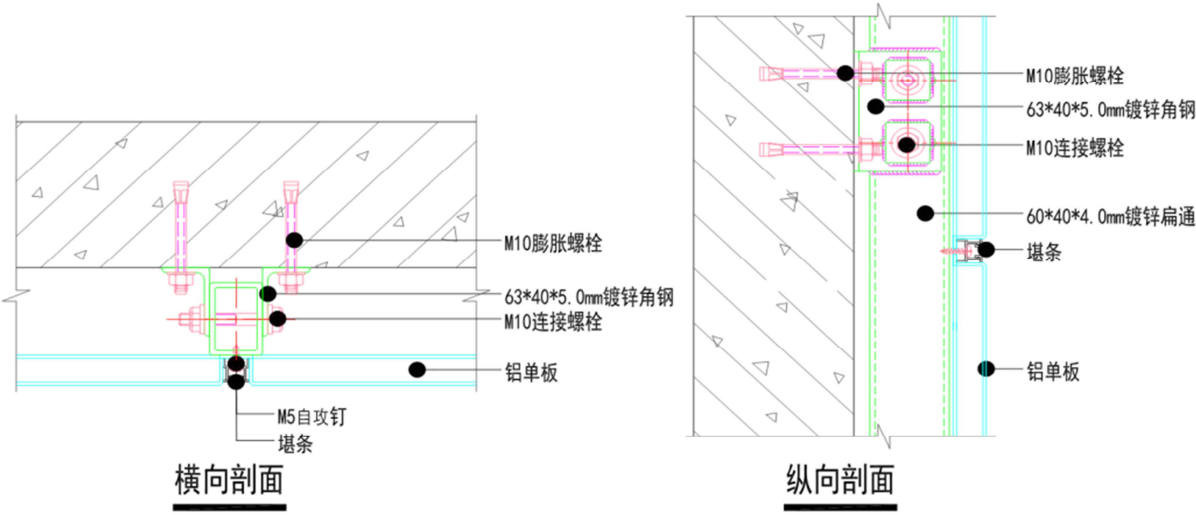 M10膨胀螺栓
63*40*5.0mm镀锌角钢
M10连接螺栓
铝单板
M5自攻钉
堪条
横向剖面
M10膨胀螺栓
63*40*5.0mm镀锌角钢
M10连接螺栓
60*40*4.0mm镀锌扁通
堪条
铝单板
纵向剖面